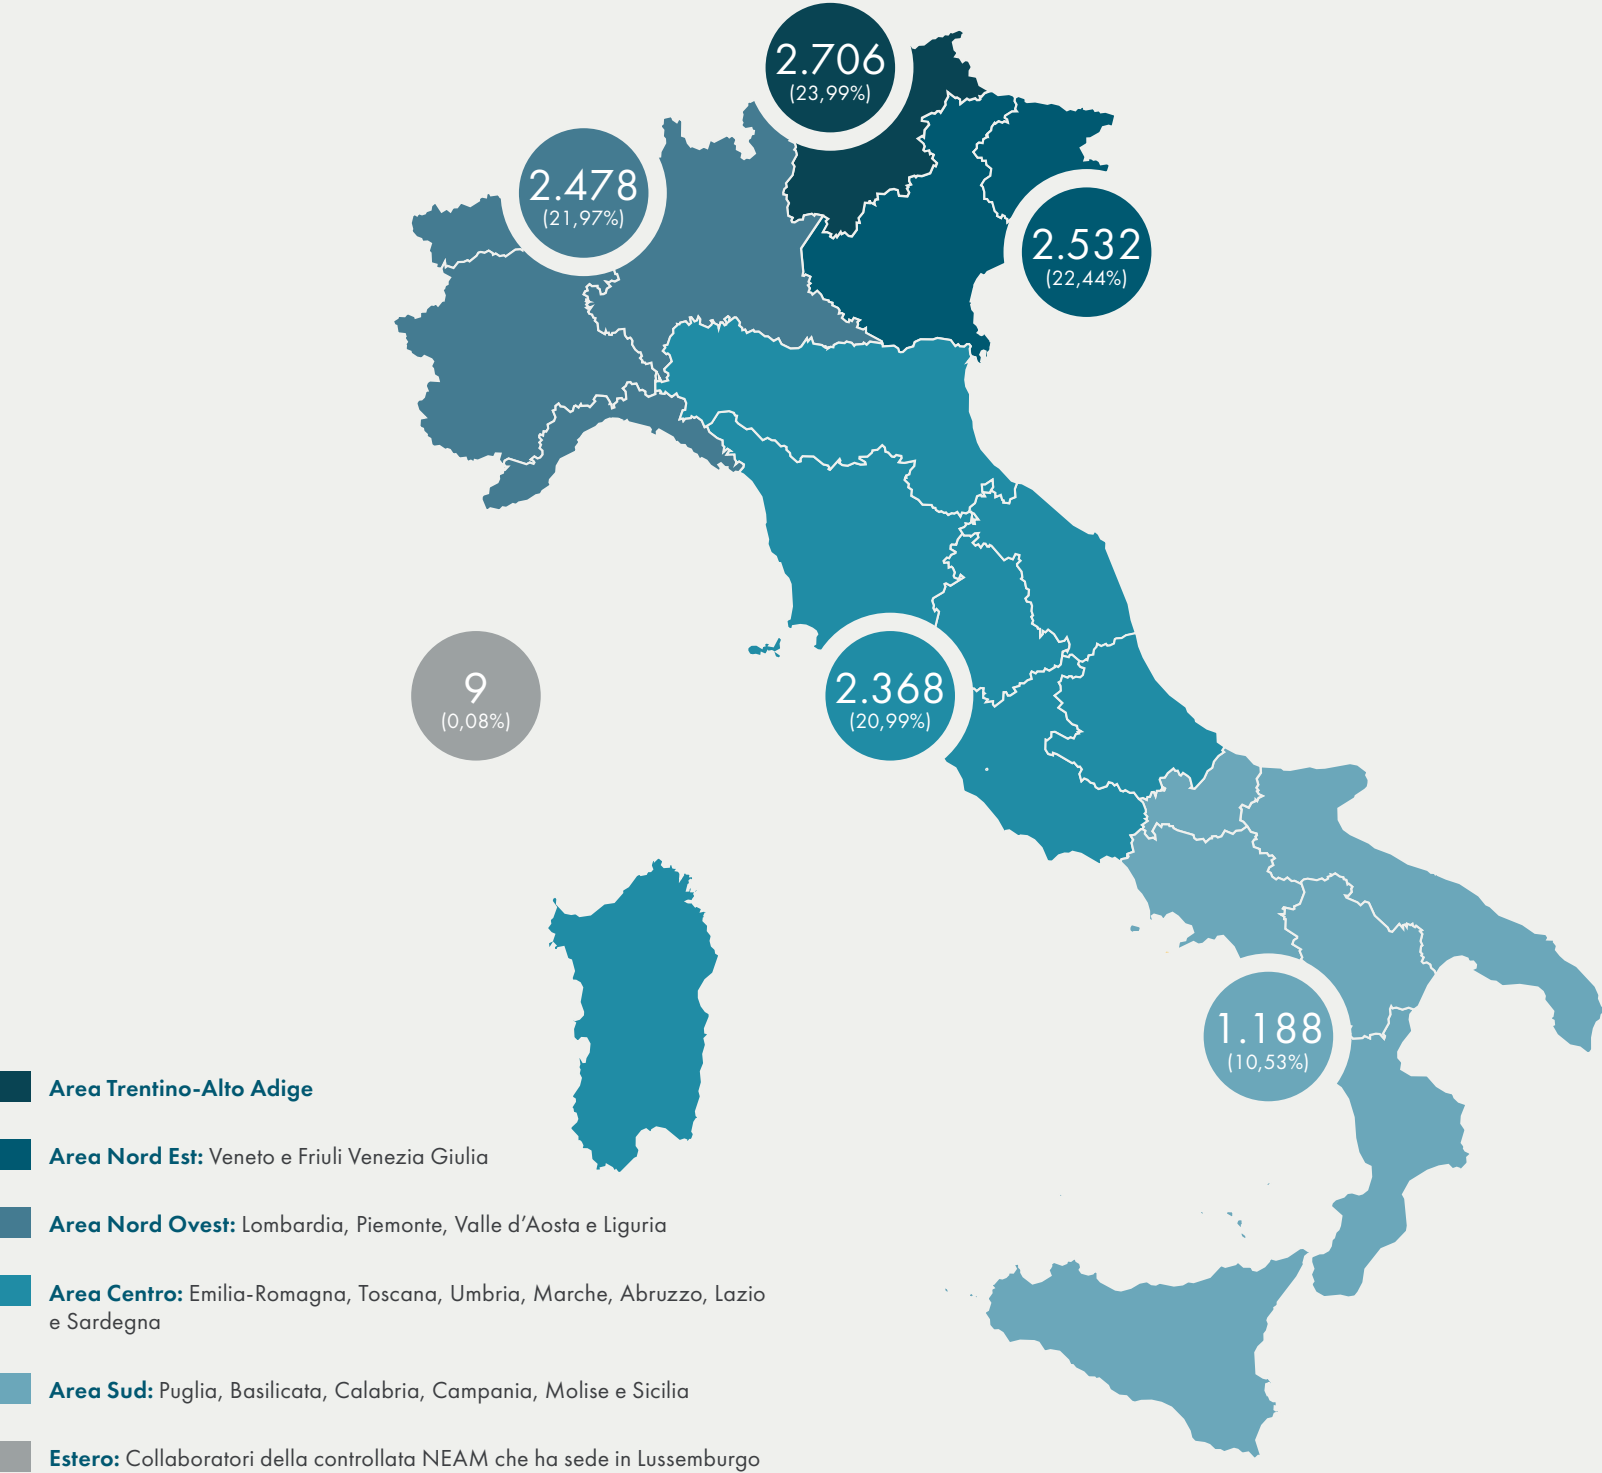 2.706
(23,99%)
2.478
(21,97%)
2.532
(22,44%)
9
(0,08%)
2.368
(20,99%)
1.188
(10,53%)
Area Trentino-Alto Adige
Area Nord Est: Veneto e Friuli Venezia Giulia
Area Nord Ovest: Lombardia, Piemonte, Valle d’Aosta e Liguria
Area Centro: Emilia-Romagna, Toscana, Umbria, Marche, Abruzzo, Lazio
e Sardegna
Area Sud: Puglia, Basilicata, Calabria, Campania, Molise e Sicilia
Estero: Collaboratori della controllata NEAM che ha sede in Lussemburgo